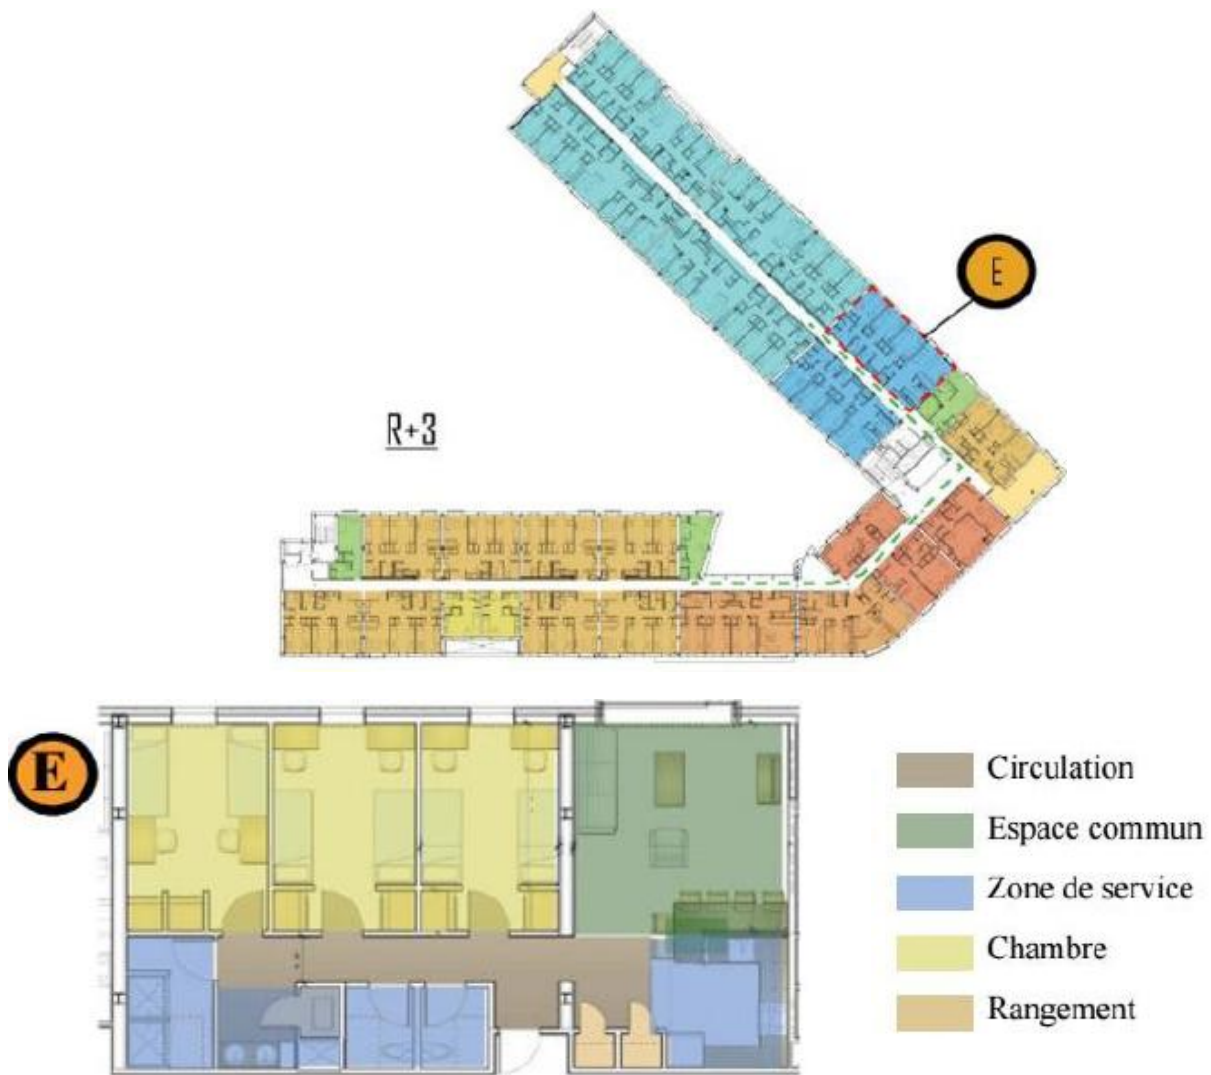 E
R+3
E
Circulation
Espace commun
Zone de service
Chambre
Rangement